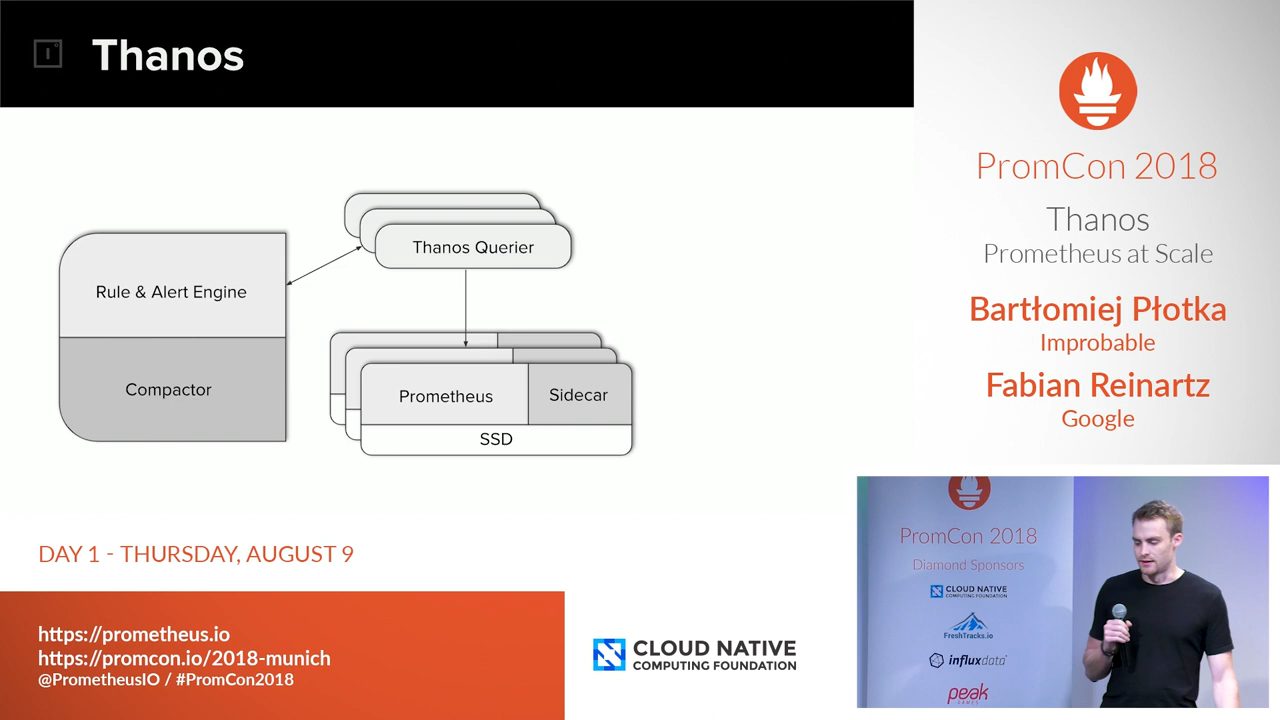 Thanos
Thanos Querier
Rule & Alert Engine
Compactor
Prometheus
Sidecar
SSD
PromCon 2018
Thanos
Prometheus at Scale
Bartłomiej Płotka
Improbable
Fabian Reinartz
Google
DAY 1 - THURSDAY, AUGUST 9
https://prometheus.io
https://promcon.io/2018-munich
@PrometheusIO / #PromCon2018
CLOUD NATIVE
COMPUTING FOUNDATION
PromCon 2018
Diamond Sponsors
CLOUD NATIVE
COMPUTING FOUNDATION
FreshTracks.io
influxdata
peak
GAMES